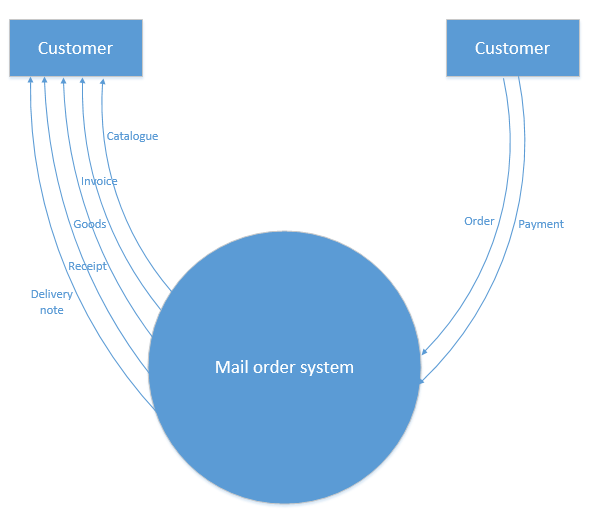 Customer
Customer
Catalogue
Invoice
Goods
Order
Payment
Receipt
Delivery
note
Mail order system